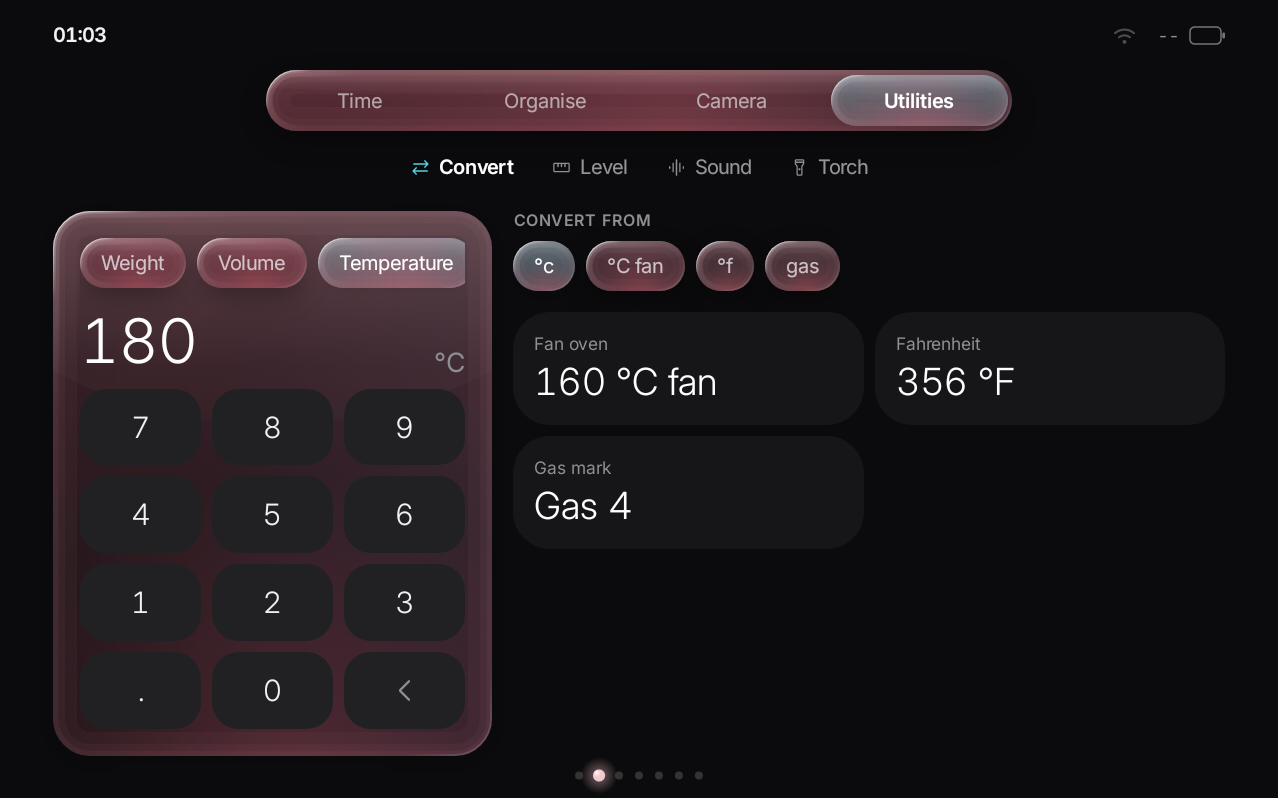 01:03
--
Time Organise Camera Utilities
Convert Level Sound Torch
Weight Volume Temperature
180 °C
7 8 9
4 5 6
1 2 3
. 0
CONVERT FROM
°c °C fan °f gas
Fan oven
160 °C fan
Fahrenheit
356 °F
Gas mark
Gas 4